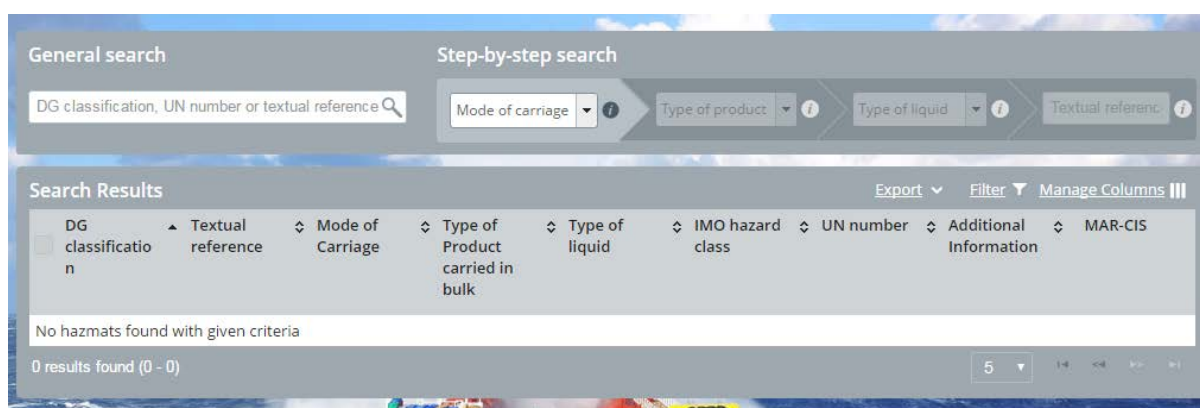 General search
Step-by-step search
DG classification, UN number or textual reference
Mode of carriage
Type of product
Type of liquid
Textual referenc
Search Results
Export
Filter
Manage Columns
DG
classificatio
n
Textual
reference
Mode of
Carriage
Type of
Product
carried in
bulk
Type of
liquid
IMO hazard
class
UN number
Additional
Information
MAR-CIS
No hazmats found with given criteria
0 results found (0 - 0)
5